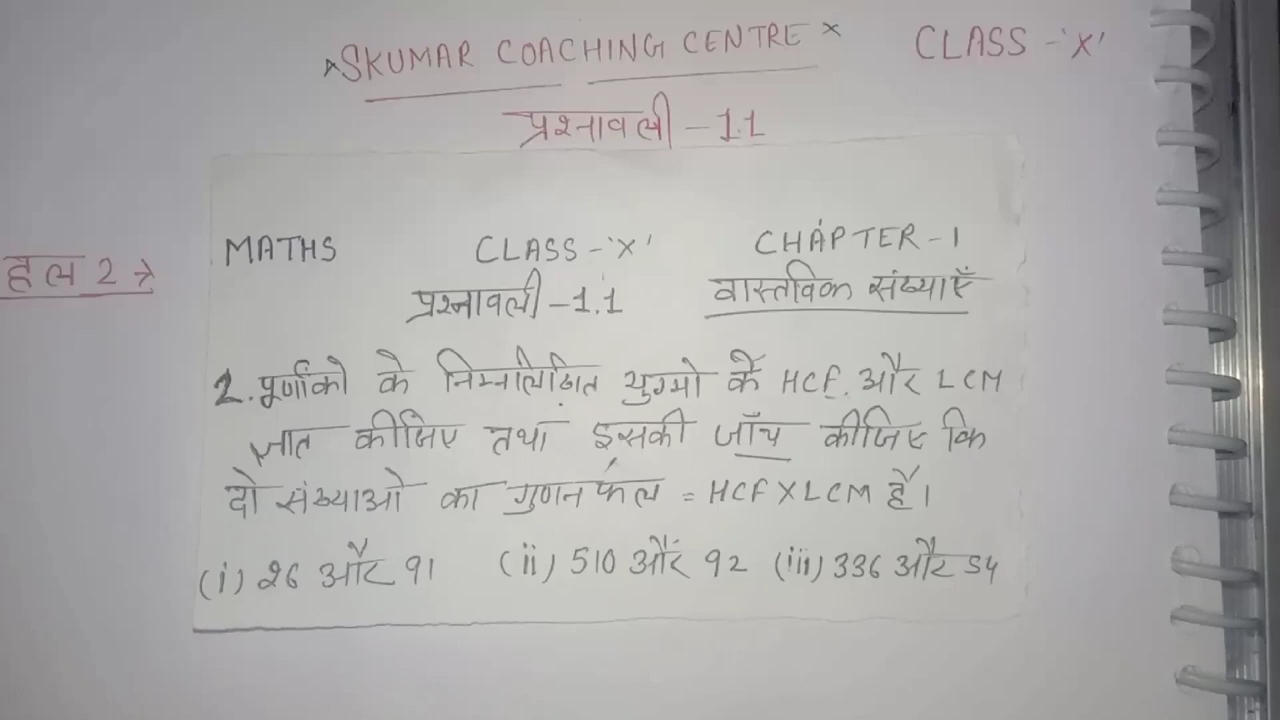 × SKUMAR COACHING CENTRE × CLASS -'X'
प्रश्नावली - 1.1
MATHS CLASS -'X' CHAPTER - 1
हल 2 →
प्रश्नावली - 1.1 वास्तविक संख्याएँ
2. पूर्णांको के निम्नलिखित युग्मो के HCF. और LCM
ज्ञात कीजिए तथा इसकी जाँच कीजिए कि
दो संख्याओ का गुणनफल = HCF X LCM है।
(i) 26 और 91 (ii) 510 और 92 (iii) 336 और 54